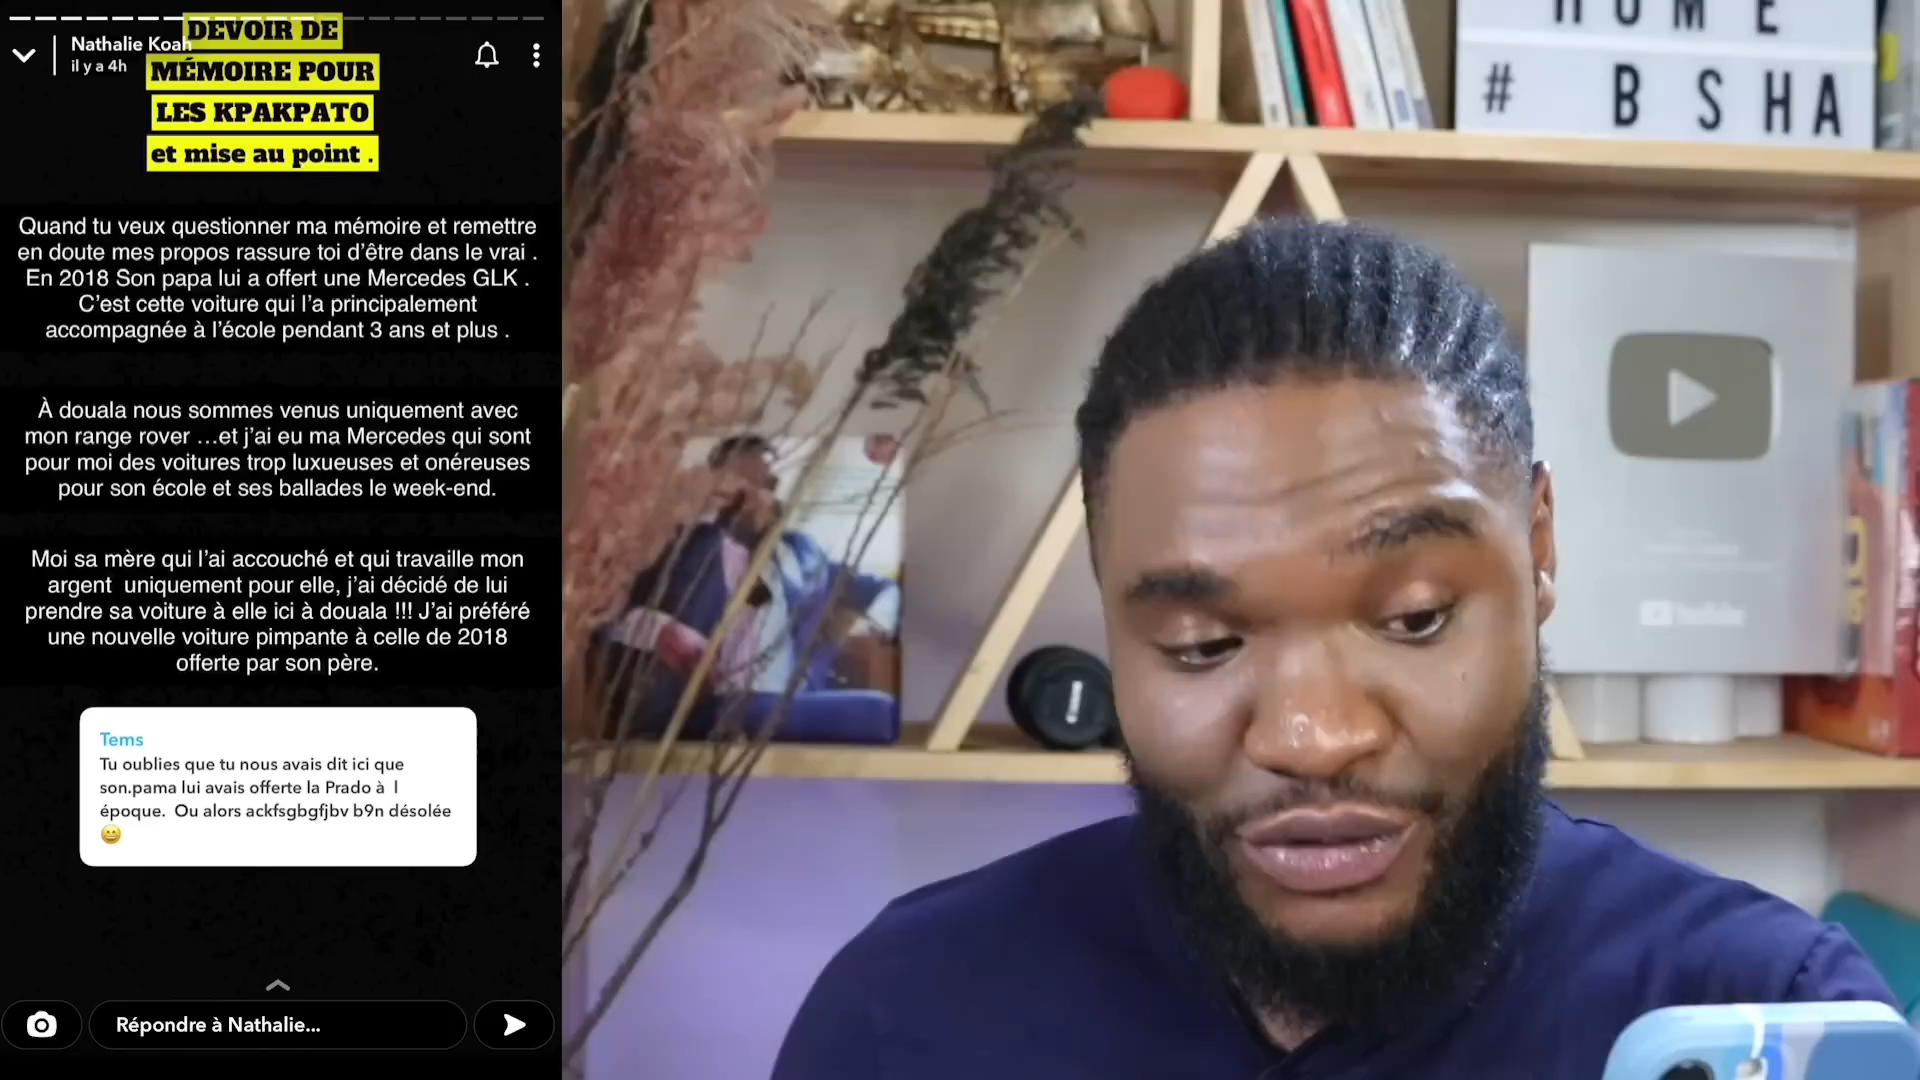 DEVOIR DE
MÉMOIRE POUR
LES KPAKPATO
et mise au point .
Nathalie Koah
il y a 4h
Quand tu veux questionner ma mémoire et remettre
en doute mes propos rassure toi d'être dans le vrai .
En 2018 Son papa lui a offert une Mercedes GLK .
C'est cette voiture qui l'a principalement
accompagnée à l'école pendant 3 ans et plus .
À douala nous sommes venus uniquement avec
mon range rover ...et j'ai eu ma Mercedes qui sont
pour moi des voitures trop luxueuses et onéreuses
pour son école et ses ballades le week-end.
Moi sa mère qui l'ai accouché et qui travaille mon
argent uniquement pour elle, j'ai décidé de lui
prendre sa voiture à elle ici à douala !!! J'ai préféré
une nouvelle voiture pimpante à celle de 2018
offerte par son père.
Tems
Tu oublies que tu nous avais dit ici que
son.pama lui avais offerte la Prado à l
époque. Ou alors ackfsgbgfjbv b9n désolée
😄
Répondre à Nathalie...
HOME
# BSHA
YouTube